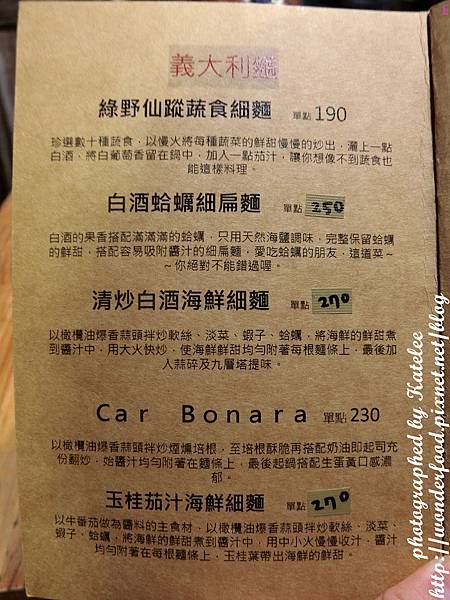 義大利麵
綠野仙蹤蔬食細麵 單點 190
珍選數十種蔬食，以慢火將每種蔬菜的鮮甜慢慢的炒出，灑上一點
白酒，將白葡萄香留在鍋中，加入一點茄汁，讓你想像不到蔬食也
能這樣料理。
白酒蛤蠣細扁麵 單點 250
白酒的果香搭配滿滿滿的蛤蠣，只用天然海鹽調味，完整保留蛤蠣
的鮮甜，搭配容易吸附醬汁的細扁麵，愛吃蛤蠣的朋友，這道菜~
~你絕對不能錯過喔。
清炒白酒海鮮細麵 單點 270
以橄欖油爆香蒜頭拌炒軟絲、淡菜、蝦子、蛤蠣，將海鮮的鮮甜煮
到醬汁中，用大火快炒，使海鮮鮮甜均勻附著每根麵條上，最後加
入蒜碎及九層塔提味。
Car Bonara 單點 230
以橄欖油爆香蒜頭拌炒煙燻培根，至培根酥脆再搭配奶油即起司充
份翻炒，始醬汁均勻附著在麵條上，最後起鍋搭配生蛋黃口感濃
郁。
玉桂茄汁海鮮細麵 單點 270
以牛番茄做為醬料的主食材，以橄欖油爆香蒜頭拌炒軟絲、淡菜、
蝦子、蛤蠣，將海鮮的鮮甜煮到醬汁中，用中小火慢慢收汁，醬汁
均勻附著在每根麵條上，玉桂葉帶出海鮮的鮮甜。
photographed by Katelee
http://wonderfood.pixnet.net/blog